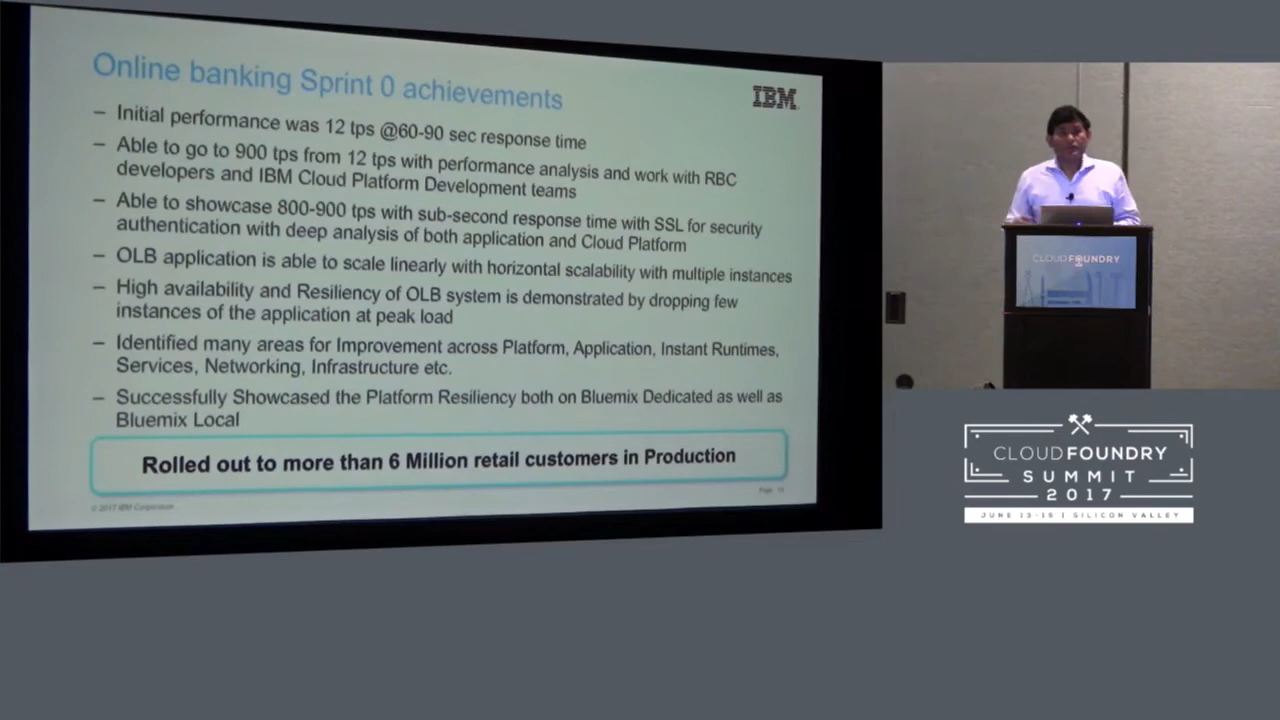 Online banking Sprint 0 achievements
IBM
– Initial performance was 12 tps @60-90 sec response time
– Able to go to 900 tps from 12 tps with performance analysis and work with RBC
developers and IBM Cloud Platform Development teams
– Able to showcase 800-900 tps with sub-second response time with SSL for security
authentication with deep analysis of both application and Cloud Platform
– OLB application is able to scale linearly with horizontal scalability with multiple instances
– High availability and Resiliency of OLB system is demonstrated by dropping few
instances of the application at peak load
– Identified many areas for Improvement across Platform, Application, Instant Runtimes,
Services, Networking, Infrastructure etc.
– Successfully Showcased the Platform Resiliency both on Bluemix Dedicated as well as
Bluemix Local
Rolled out to more than 6 Million retail customers in Production
© 2017 IBM Corporation
Page
CLOUD FOUNDRY
CLOUD FOUNDRY
SUMMIT
2017
JUNE 13-15 | SILICON VALLEY